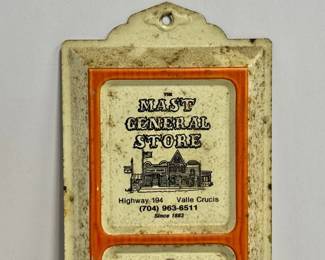 THE
MAST
GENERAL
STORE
Highway 194 Valle Crucis
(704) 963-6511
Since 1883